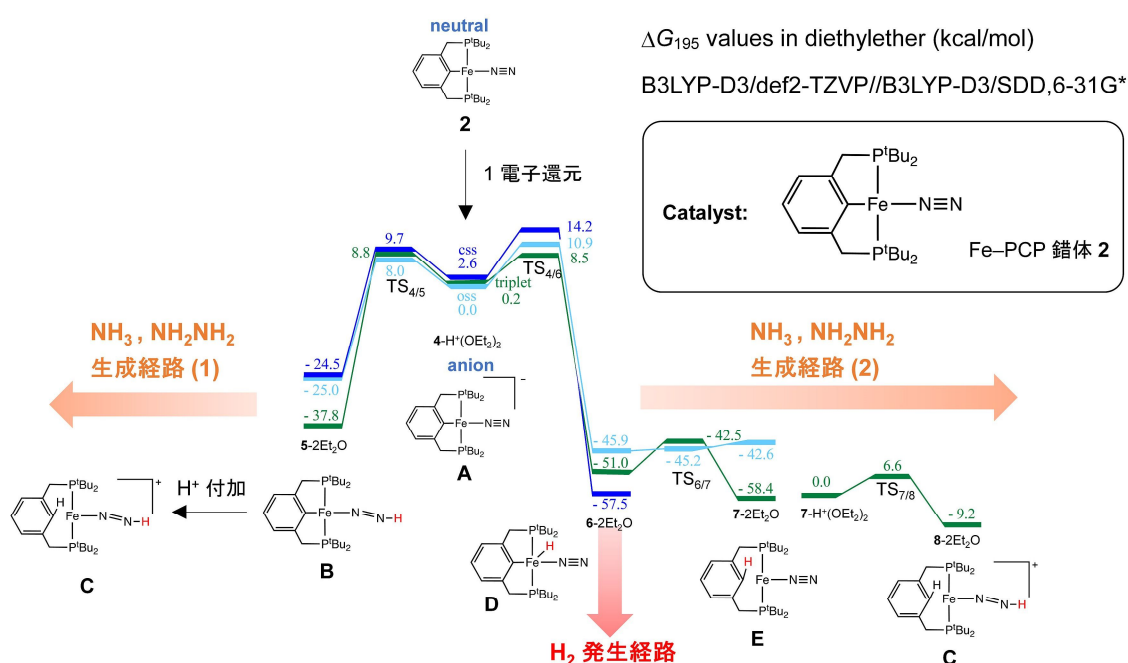 neutral
PᵗBu₂
Fe
N≡N
PᵗBu₂
2
1 電子還元
ΔG₁₉₅ values in diethylether (kcal/mol)
B3LYP-D3/def2-TZVP//B3LYP-D3/SDD,6-31G*
Catalyst:
PᵗBu₂
Fe
N≡N
PᵗBu₂
Fe–PCP 錯体 2
8.8
9.7
8.0
TS4/5
css
2.6
oss
0.0
triplet
0.2
14.2
10.9
8.5
TS4/6
4-H⁺(OEt₂)₂
NH₃ , NH₂NH₂
生成経路 (1)
NH₃ , NH₂NH₂
生成経路 (2)
- 24.5
- 25.0
- 37.8
5-2Et₂O
anion
PᵗBu₂
Fe
N≡N
PᵗBu₂
-
A
- 45.9
- 51.0
- 57.5
6-2Et₂O
- 42.5
- 45.2
TS6/7
- 42.6
- 58.4
7-2Et₂O
0.0
7-H⁺(OEt₂)₂
6.6
TS7/8
- 9.2
8-2Et₂O
PᵗBu₂
H
Fe
N=N
H
PᵗBu₂
+
C
H⁺ 付加
PᵗBu₂
Fe
N=N
H
PᵗBu₂
B
PᵗBu₂
H
Fe
N≡N
PᵗBu₂
D
PᵗBu₂
H
Fe
N≡N
PᵗBu₂
E
PᵗBu₂
H
Fe
N=N
H
PᵗBu₂
+
C
H₂ 発生経路